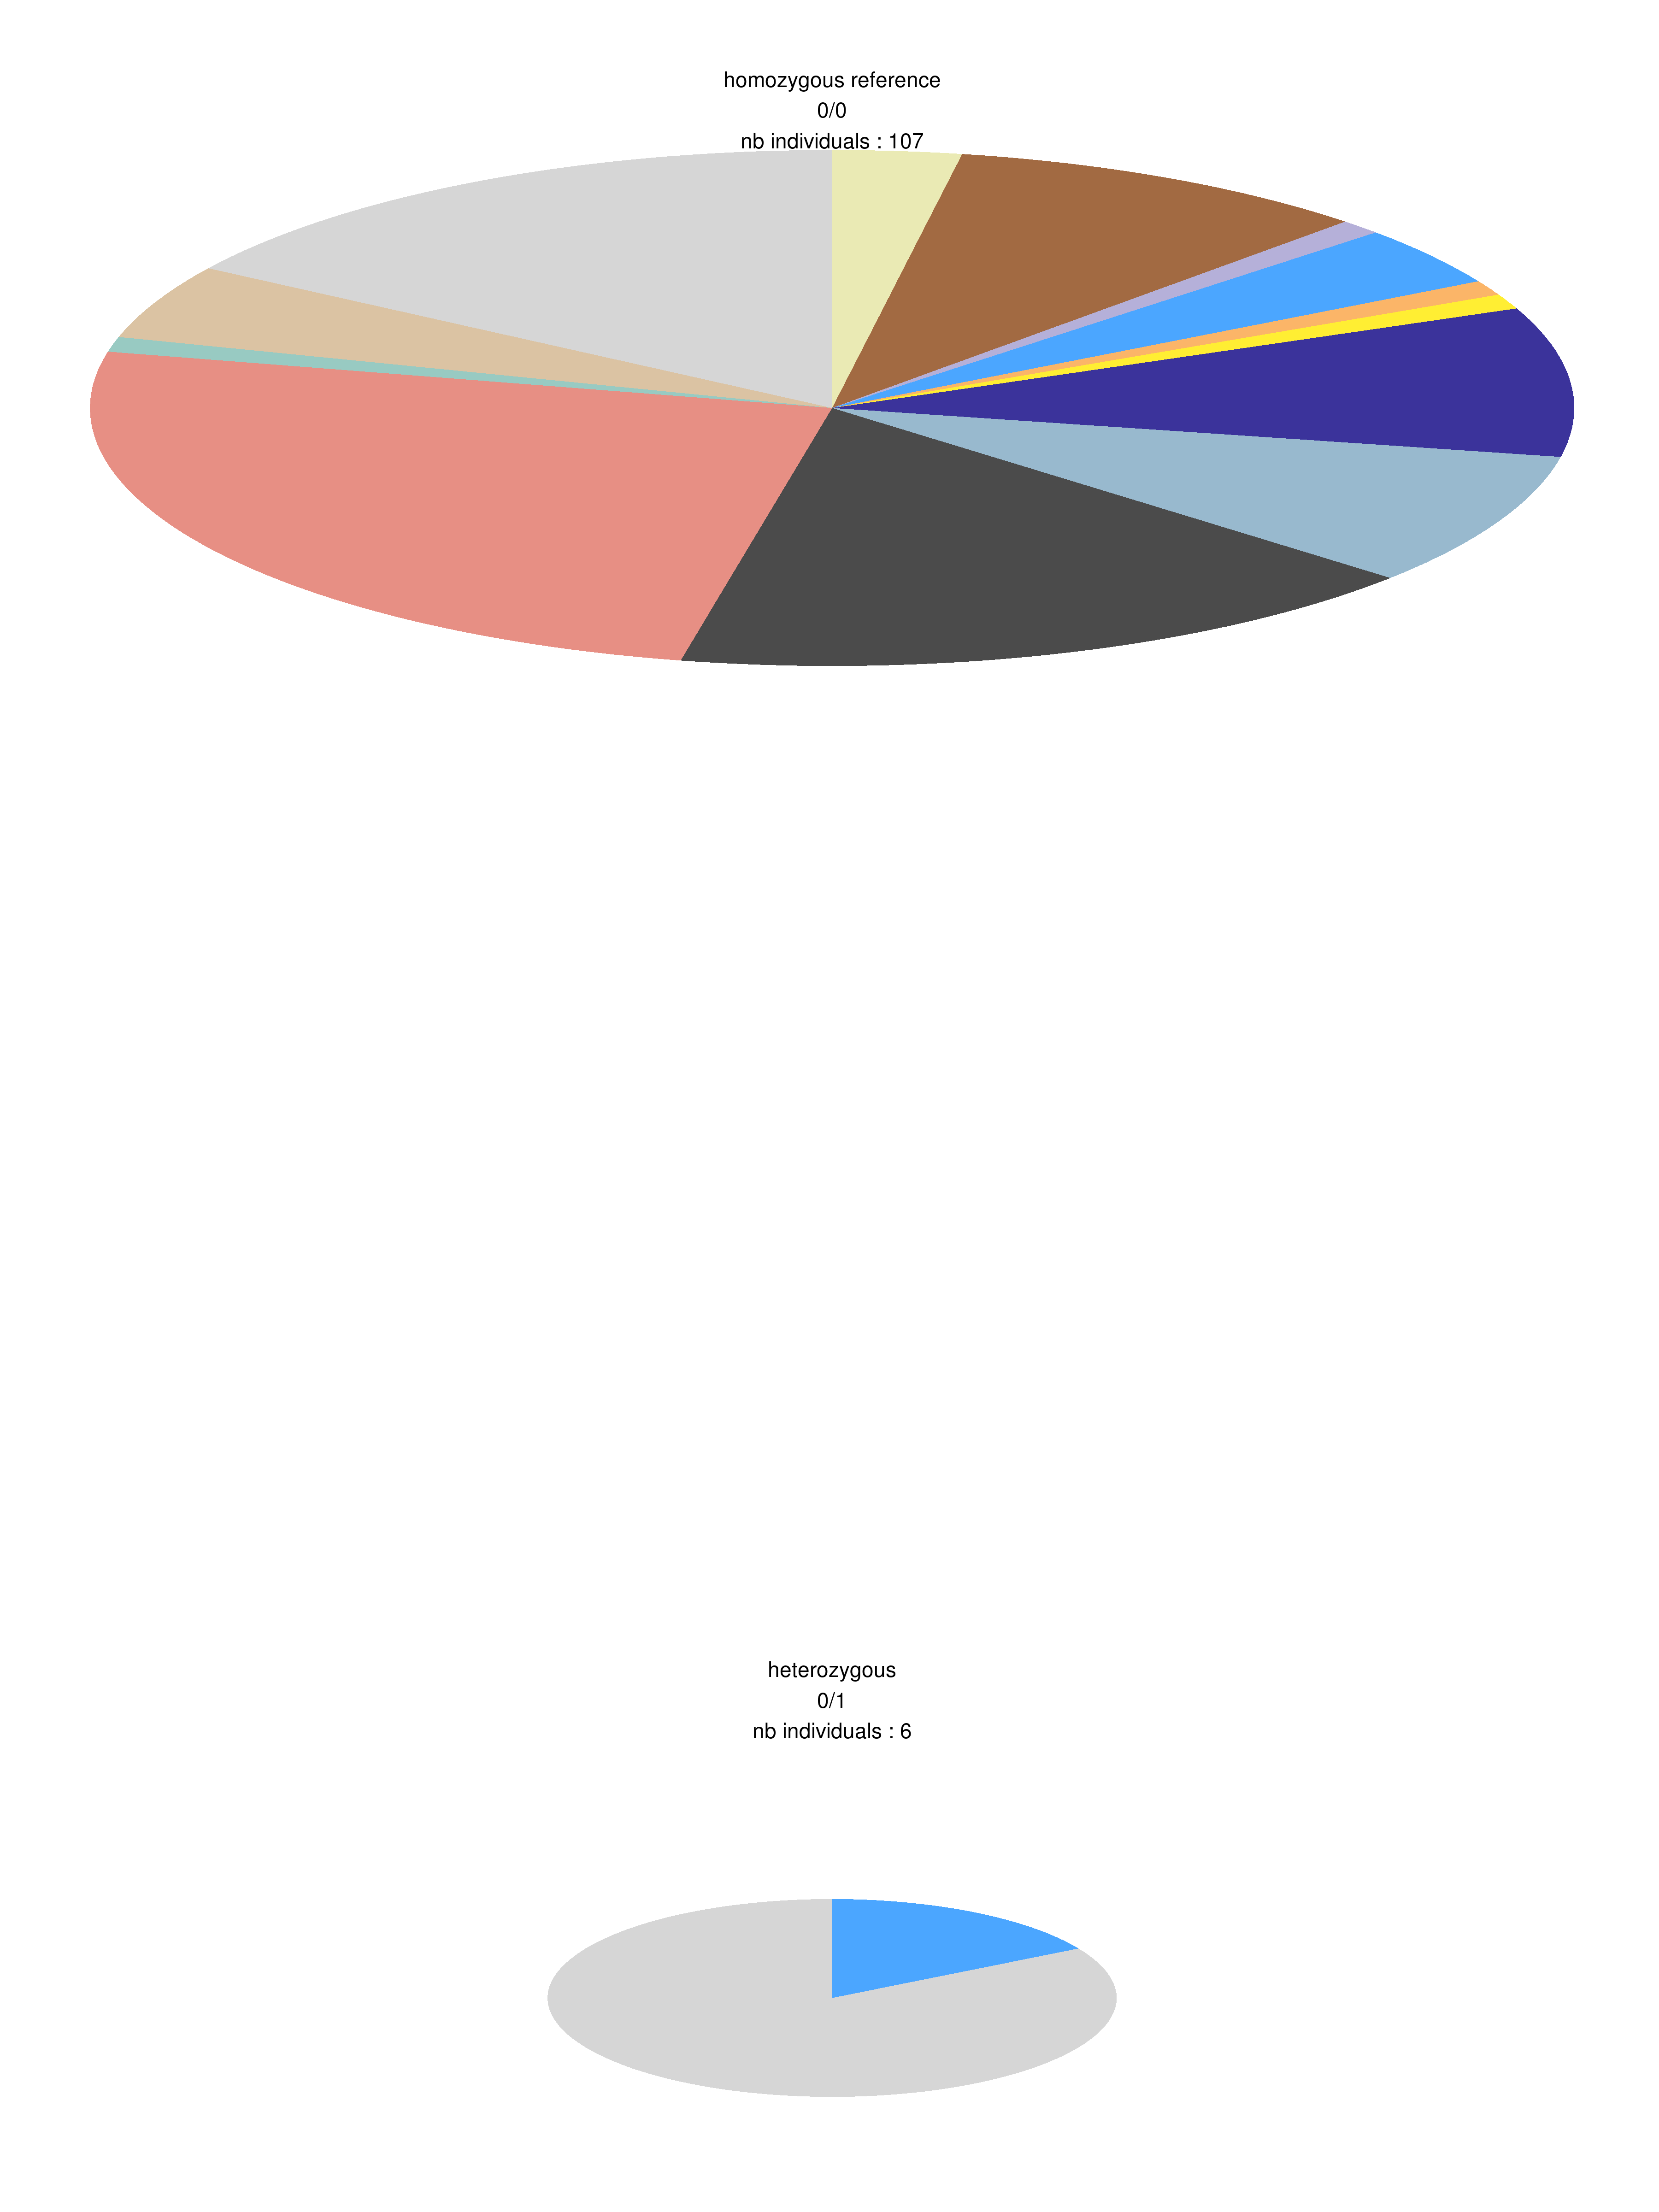 homozygous reference
0/0
nb individuals : 107
heterozygous
0/1
nb individuals : 6